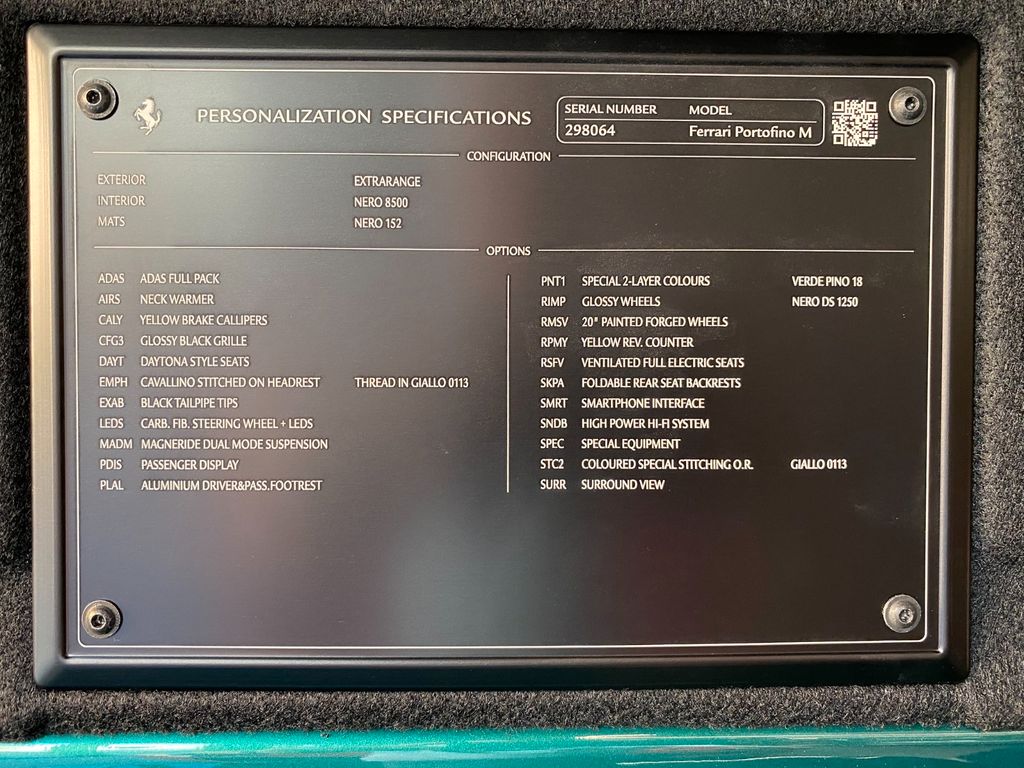 PERSONALIZATION SPECIFICATIONS
SERIAL NUMBER MODEL
298064 Ferrari Portofino M
CONFIGURATION
EXTERIOR EXTRARANGE
INTERIOR NERO 8500
MATS NERO 152
OPTIONS
ADAS ADAS FULL PACK
AIRS NECK WARMER
CALY YELLOW BRAKE CALLIPERS
CFG3 GLOSSY BLACK GRILLE
DAYT DAYTONA STYLE SEATS
EMPH CAVALLINO STITCHED ON HEADREST THREAD IN GIALLO 0113
EXAB BLACK TAILPIPE TIPS
LEDS CARB. FIB. STEERING WHEEL + LEDS
MADM MAGNERIDE DUAL MODE SUSPENSION
PDIS PASSENGER DISPLAY
PLAL ALUMINIUM DRIVER&PASS.FOOTREST
PNT1 SPECIAL 2-LAYER COLOURS VERDE PINO 18
RIMP GLOSSY WHEELS NERO DS 1250
RMSV 20" PAINTED FORGED WHEELS
RPMY YELLOW REV. COUNTER
RSFV VENTILATED FULL ELECTRIC SEATS
SKPA FOLDABLE REAR SEAT BACKRESTS
SMRT SMARTPHONE INTERFACE
SNDB HIGH POWER HI-FI SYSTEM
SPEC SPECIAL EQUIPMENT
STC2 COLOURED SPECIAL STITCHING O.R. GIALLO 0113
SURR SURROUND VIEW